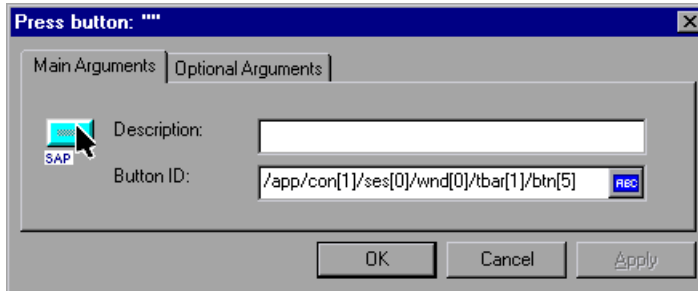 Press button: ""
Main Arguments Optional Arguments
SAP
Description:
Button ID: /app/con[1]/ses[0]/wnd[0]/tbar[1]/btn[5] ABC
OK Cancel Apply